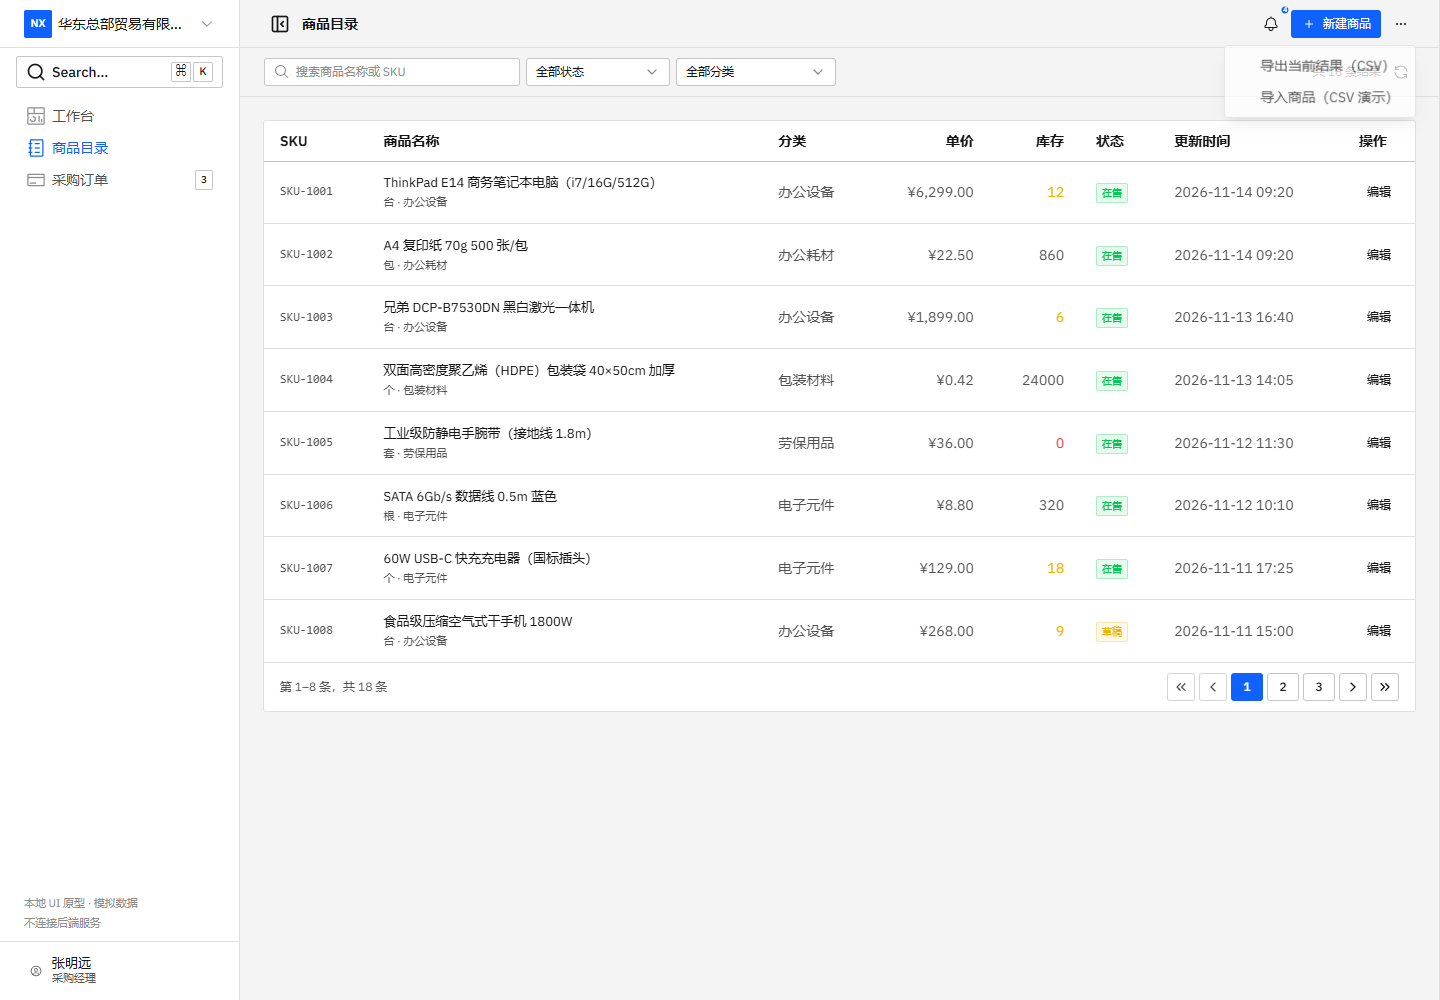 NX 华东总部贸易有限...
Search... ⌘ K
工作台
商品目录
采购订单 3
本地 UI 原型 · 模拟数据
不连接后端服务
张明远
采购经理
商品目录
4
+ 新建商品 ...
搜索商品名称或 SKU 全部状态 全部分类
共 18 条结果
导出当前结果（CSV）
导入商品（CSV 演示）
SKU 商品名称 分类 单价 库存 状态 更新时间 操作
SKU-1001 ThinkPad E14 商务笔记本电脑（i7/16G/512G） 办公设备 ¥6,299.00 12 在售 2026-11-14 09:20 编辑
台 · 办公设备
SKU-1002 A4 复印纸 70g 500 张/包 办公耗材 ¥22.50 860 在售 2026-11-14 09:20 编辑
包 · 办公耗材
SKU-1003 兄弟 DCP-B7530DN 黑白激光一体机 办公设备 ¥1,899.00 6 在售 2026-11-13 16:40 编辑
台 · 办公设备
SKU-1004 双面高密度聚乙烯（HDPE）包装袋 40×50cm 加厚 包装材料 ¥0.42 24000 在售 2026-11-13 14:05 编辑
个 · 包装材料
SKU-1005 工业级防静电手腕带（接地线 1.8m） 劳保用品 ¥36.00 0 在售 2026-11-12 11:30 编辑
套 · 劳保用品
SKU-1006 SATA 6Gb/s 数据线 0.5m 蓝色 电子元件 ¥8.80 320 在售 2026-11-12 10:10 编辑
根 · 电子元件
SKU-1007 60W USB-C 快充充电器（国标插头） 电子元件 ¥129.00 18 在售 2026-11-11 17:25 编辑
个 · 电子元件
SKU-1008 食品级压缩空气式干手机 1800W 办公设备 ¥268.00 9 草稿 2026-11-11 15:00 编辑
台 · 办公设备
第 1–8 条，共 18 条 1 2 3